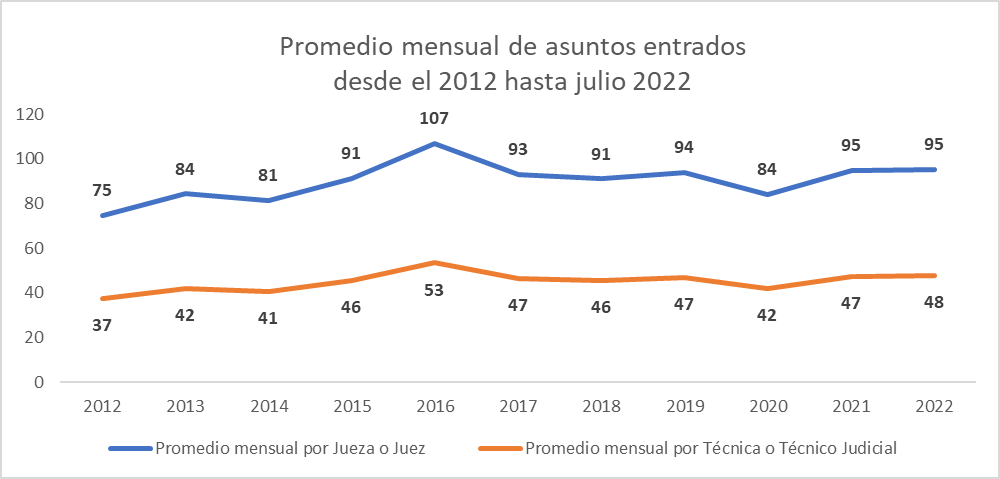 Promedio mensual de asuntos entrados
desde el 2012 hasta julio 2022
120
100
80
60
40
20
0
75 84 81 91 107 93 91 94 84 95 95
37 42 41 46 53 47 46 47 42 47 48
2012 2013 2014 2015 2016 2017 2018 2019 2020 2021 2022
Promedio mensual por Jueza o Juez Promedio mensual por Técnica o Técnico Judicial